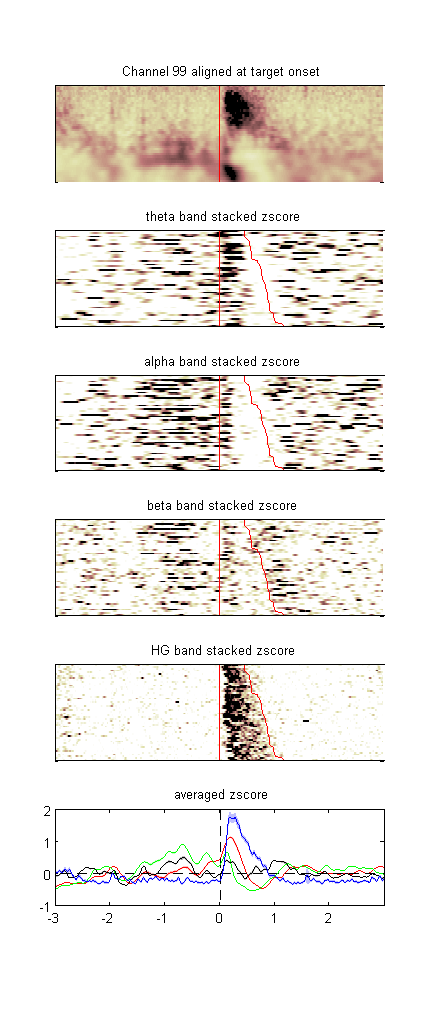 Channel 99 aligned at target onset
theta band stacked zscore
alpha band stacked zscore
beta band stacked zscore
HG band stacked zscore
averaged zscore
2
1
0
-1
-3 -2 -1 0 1 2